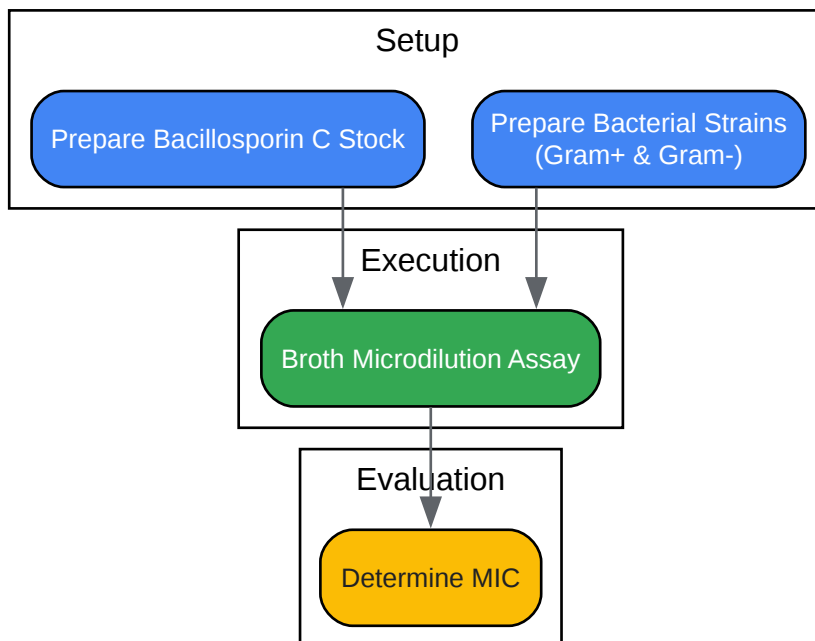 Setup
Prepare Bacillosporin C Stock
Prepare Bacterial Strains
(Gram+ & Gram-)
Execution
Broth Microdilution Assay
Evaluation
Determine MIC